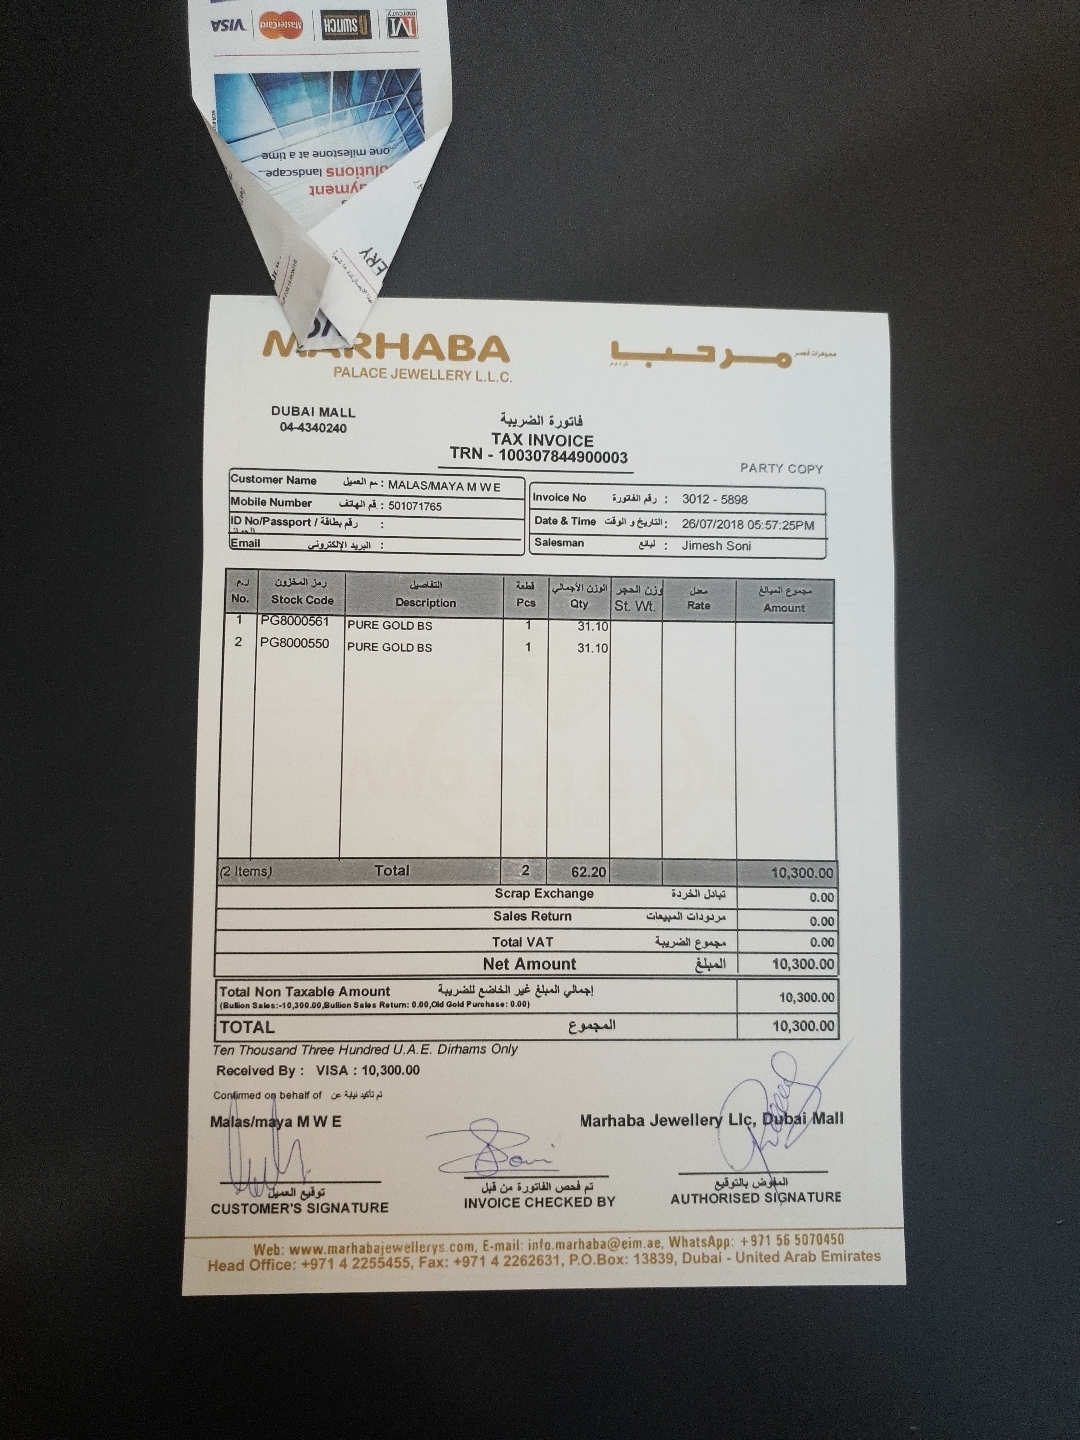 VISA MasterCard SWITCH mercury
...one milestone at a time
landscape...
MARHABA
PALACE JEWELLERY L.L.C.
مرحبا مجوهرات قصر
DUBAI MALL
04-4340240
فاتورة الضريبة
TAX INVOICE
TRN - 100307844900003
PARTY COPY
Customer Name : MALAS/MAYA M W E
Mobile Number : 501071765
ID No/Passport / رقم بطاقة :
Email البريد الإلكتروني :
Invoice No رقم الفاتورة : 3012 - 5898
Date & Time التاريخ و الوقت : 26/07/2018 05:57:25PM
Salesman : Jimesh Soni
ر.م رمز المخزون التفاصيل قطعة الوزن الأجمالي وزن الحجر معدل مجموع المبالغ
No. Stock Code Description Pcs Qty St. Wt. Rate Amount
1 PG8000561 PURE GOLD BS 1 31.10
2 PG8000550 PURE GOLD BS 1 31.10
(2 Items) Total 2 62.20 10,300.00
Scrap Exchange تبادل الخردة 0.00
Sales Return مردودات المبيعات 0.00
Total VAT مجموع الضريبة 0.00
Net Amount المبلغ 10,300.00
Total Non Taxable Amount إجمالي المبلغ غير الخاضع للضريبة 10,300.00
(Bullion Sales:-10,300.00,Bullion Sales Return: 0.00,Old Gold Purchase: 0.00)
TOTAL المجموع 10,300.00
Ten Thousand Three Hundred U.A.E. Dirhams Only
Received By : VISA : 10,300.00
Confirmed on behalf of تم تأكيد نيابة عن
Malas/maya M W E
Marhaba Jewellery Llc, Dubai Mall
توقيع العميل
CUSTOMER'S SIGNATURE
تم فحص الفاتورة من قبل
INVOICE CHECKED BY
المفوض بالتوقيع
AUTHORISED SIGNATURE
Web: www.marhabajewellerys.com, E-mail: info.marhaba@eim.ae, WhatsApp: +971 56 5070450
Head Office: +971 4 2255455, Fax: +971 4 2262631, P.O.Box: 13839, Dubai - United Arab Emirates